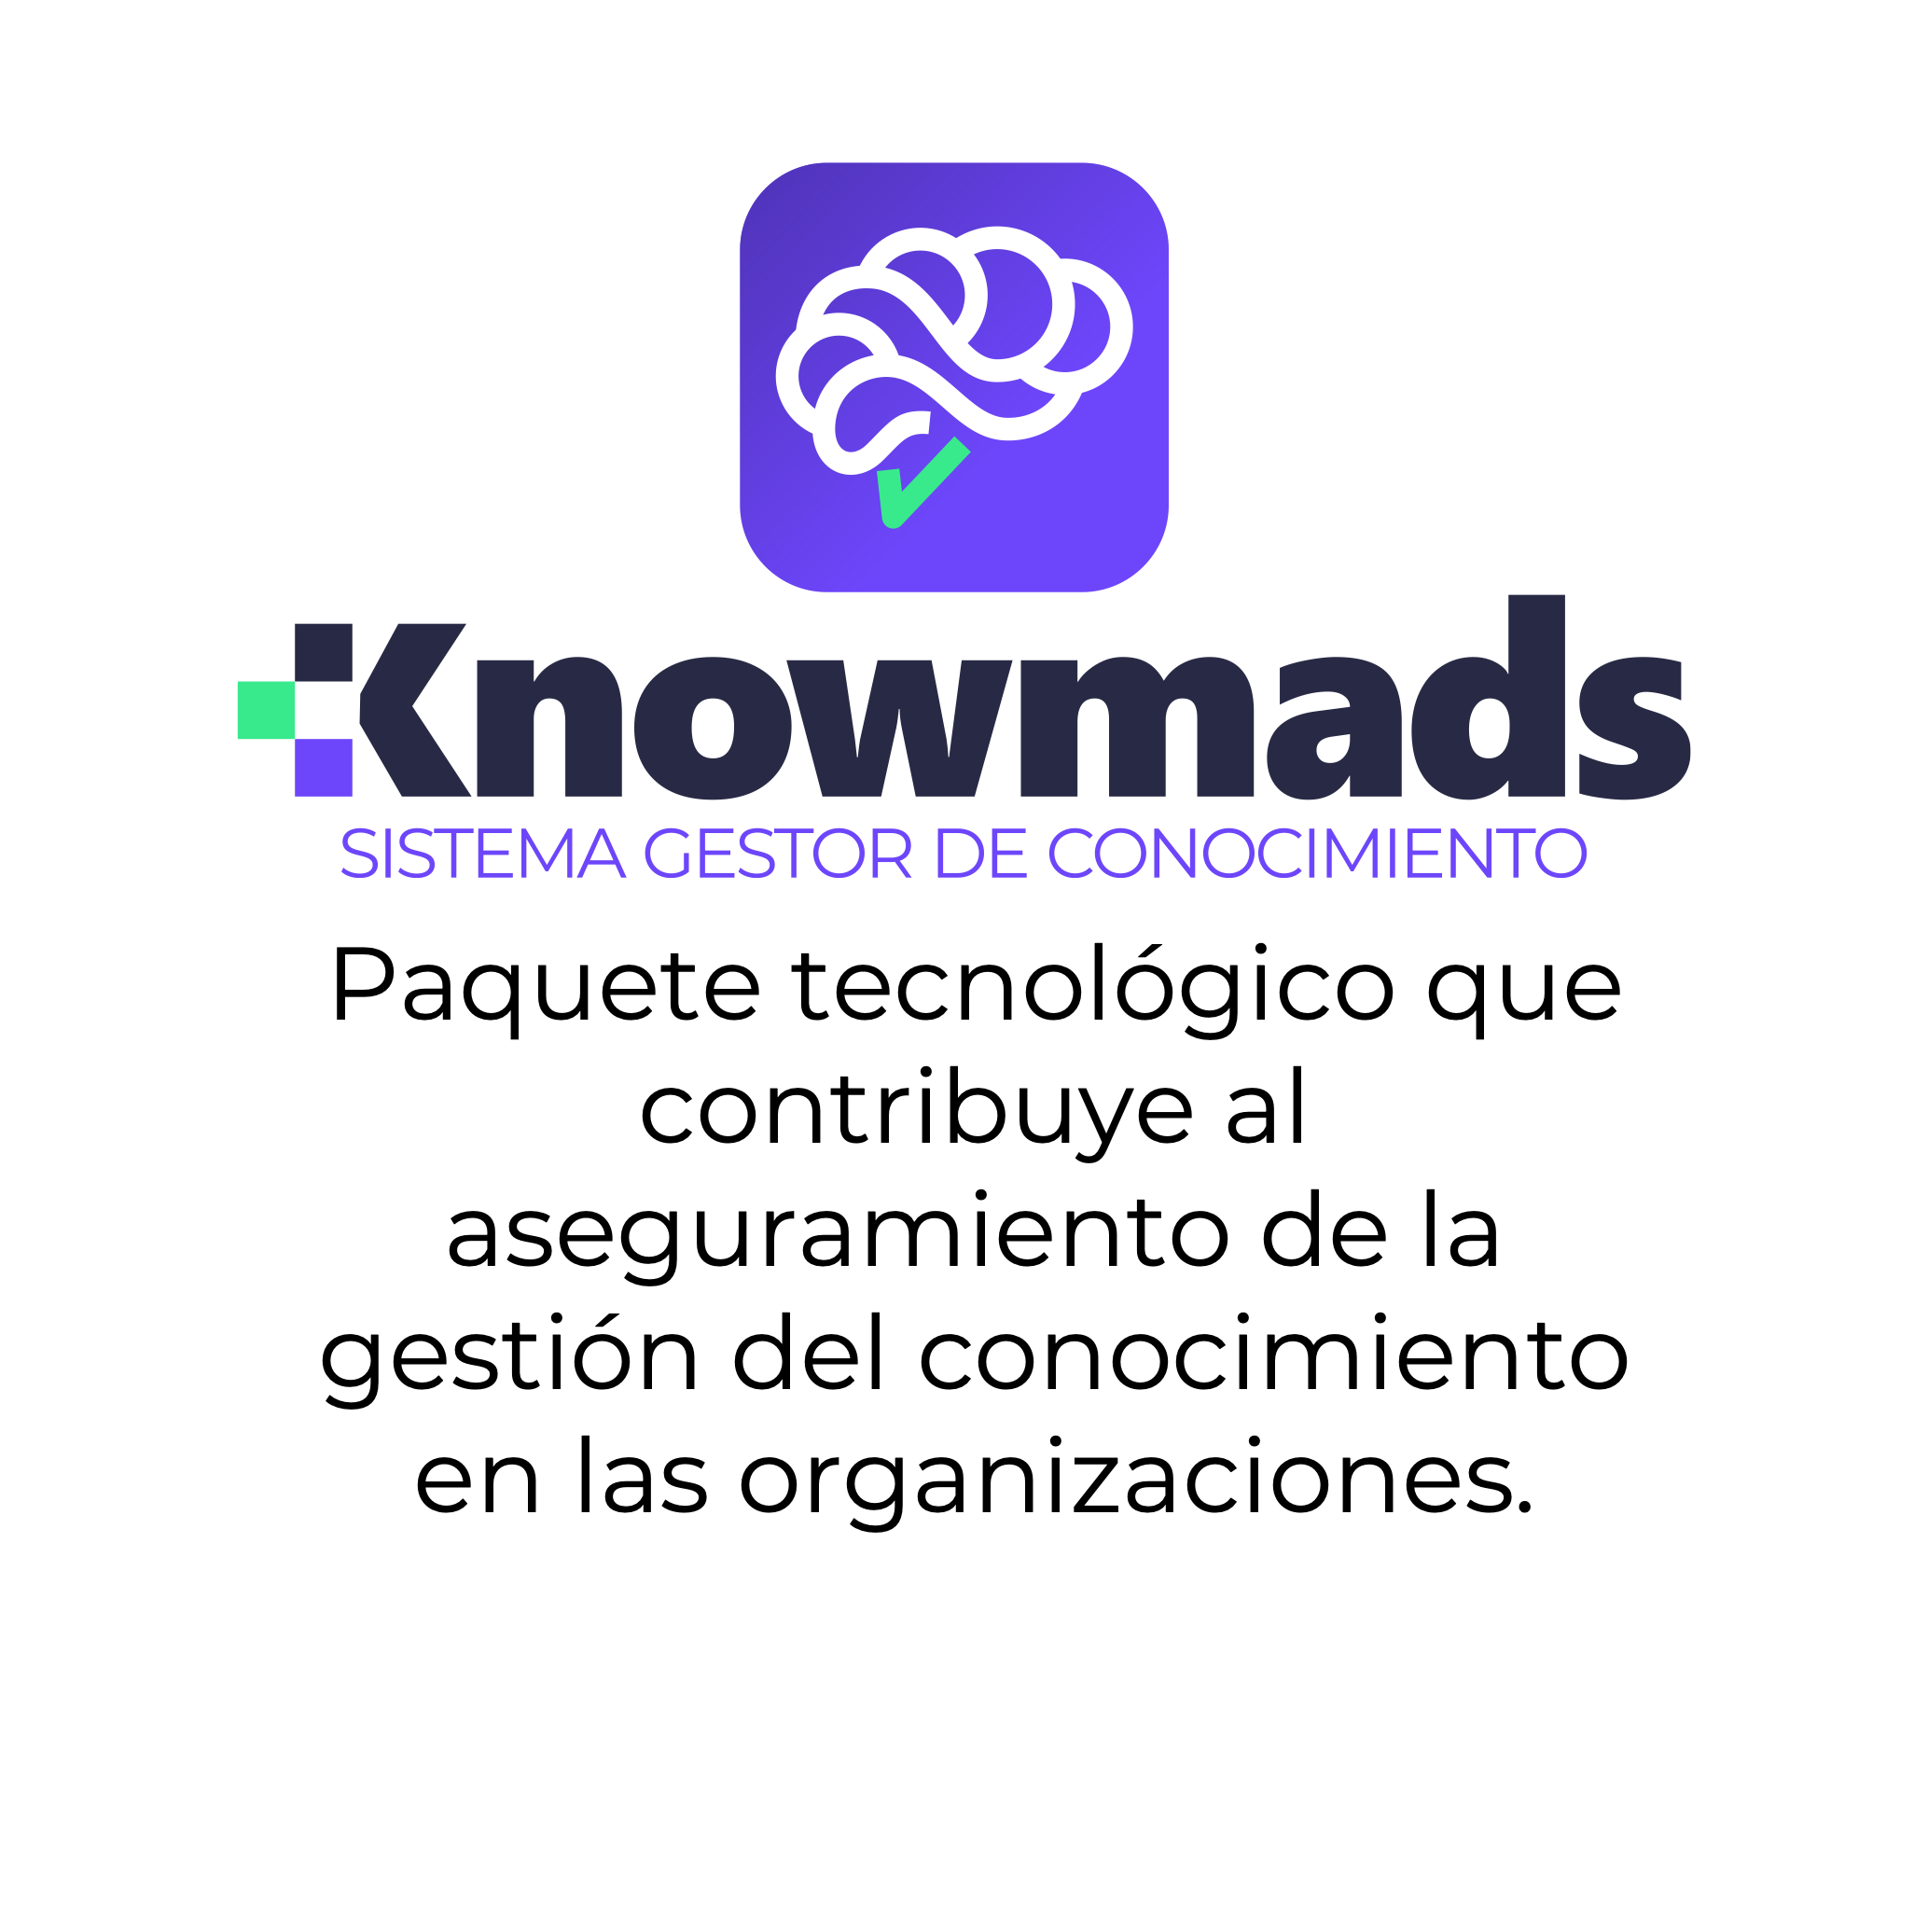 Knowmads
SISTEMA GESTOR DE CONOCIMIENTO
Paquete tecnológico que
contribuye al
aseguramiento de la
gestión del conocimiento
en las organizaciones.